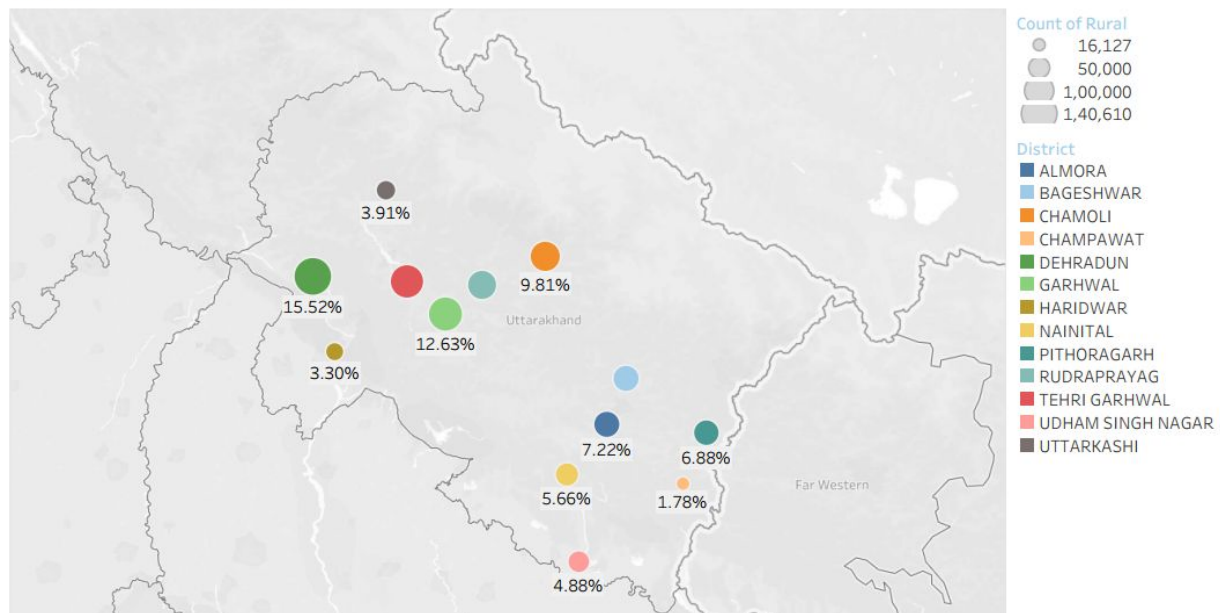 Count of Rural
16,127
50,000
1,00,000
1,40,610
District
ALMORA
BAGESHWAR
CHAMOLI
CHAMPAWAT
DEHRADUN
GARHWAL
HARIDWAR
NAINITAL
PITHORAGARH
RUDRAPRAYAG
TEHRI GARHWAL
UDHAM SINGH NAGAR
UTTARKASHI
3.91%
9.81%
15.52%
Uttarakhand
12.63%
3.30%
7.22%
6.88%
5.66%
1.78%
Far Western
4.88%